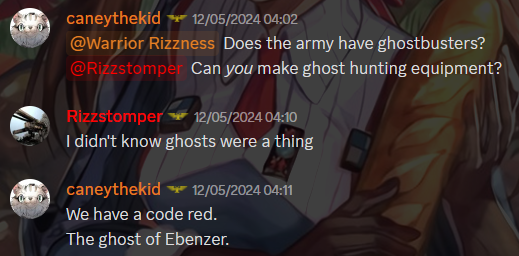 caneythekid 12/05/2024 04:02
@Warrior Rizzness Does the army have ghostbusters?
@Rizzstomper Can you make ghost hunting equipment?
Rizzstomper 12/05/2024 04:10
I didn't know ghosts were a thing
caneythekid 12/05/2024 04:11
We have a code red.
The ghost of Ebenzer.